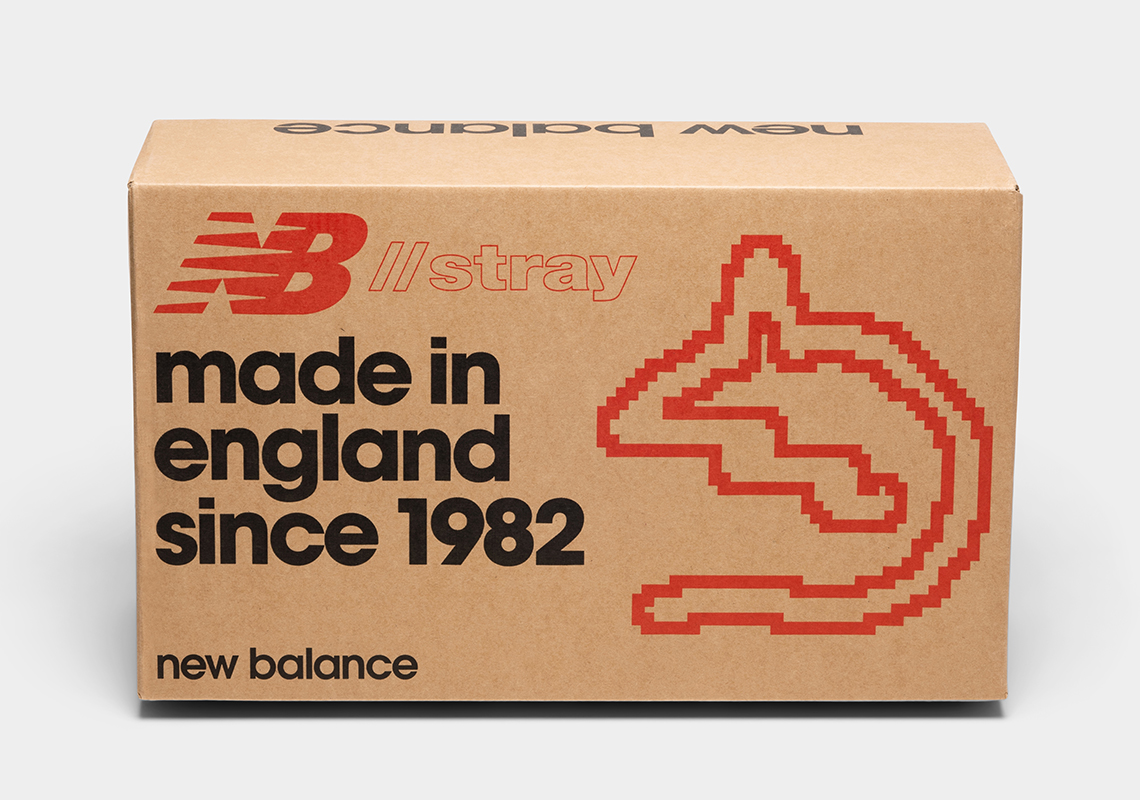 new balance
NB //stray
made in
england
since 1982
new balance